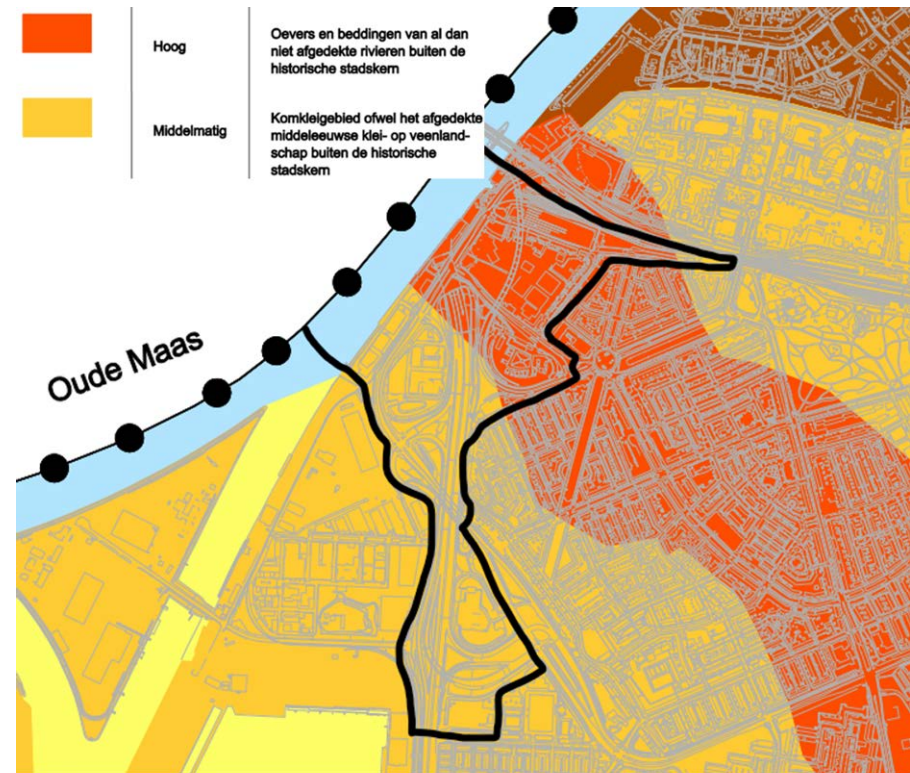 Hoog
Oevers en beddingen van al dan
niet afgedekte rivieren buiten de
historische stadskern
Middelmatig
Komkleigebied ofwel het afgedekte
middeleeuwse klei- op veenland-
schap buiten de historische
stadskern
Oude Maas